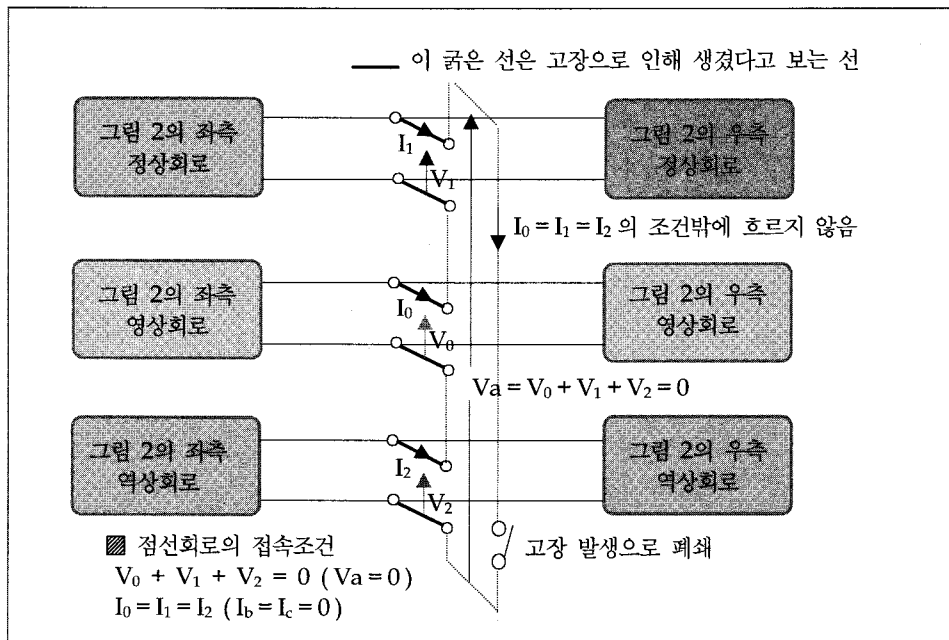 이 굵은 선은 고장으로 인해 생겼다고 보는 선
그림 2의 좌측
정상회로
I₁
V₁
그림 2의 우측
정상회로
I₀ = I₁ = I₂ 의 조건밖에 흐르지 않음
그림 2의 좌측
영상회로
I₀
V₀
그림 2의 우측
영상회로
Va = V₀ + V₁ + V₂ = 0
그림 2의 좌측
역상회로
I₂
V₂
그림 2의 우측
역상회로
점선회로의 접속조건
V₀ + V₁ + V₂ = 0 ( Va = 0 )
I₀ = I₁ = I₂ ( I_b = I_c = 0 )
고장 발생으로 폐쇄